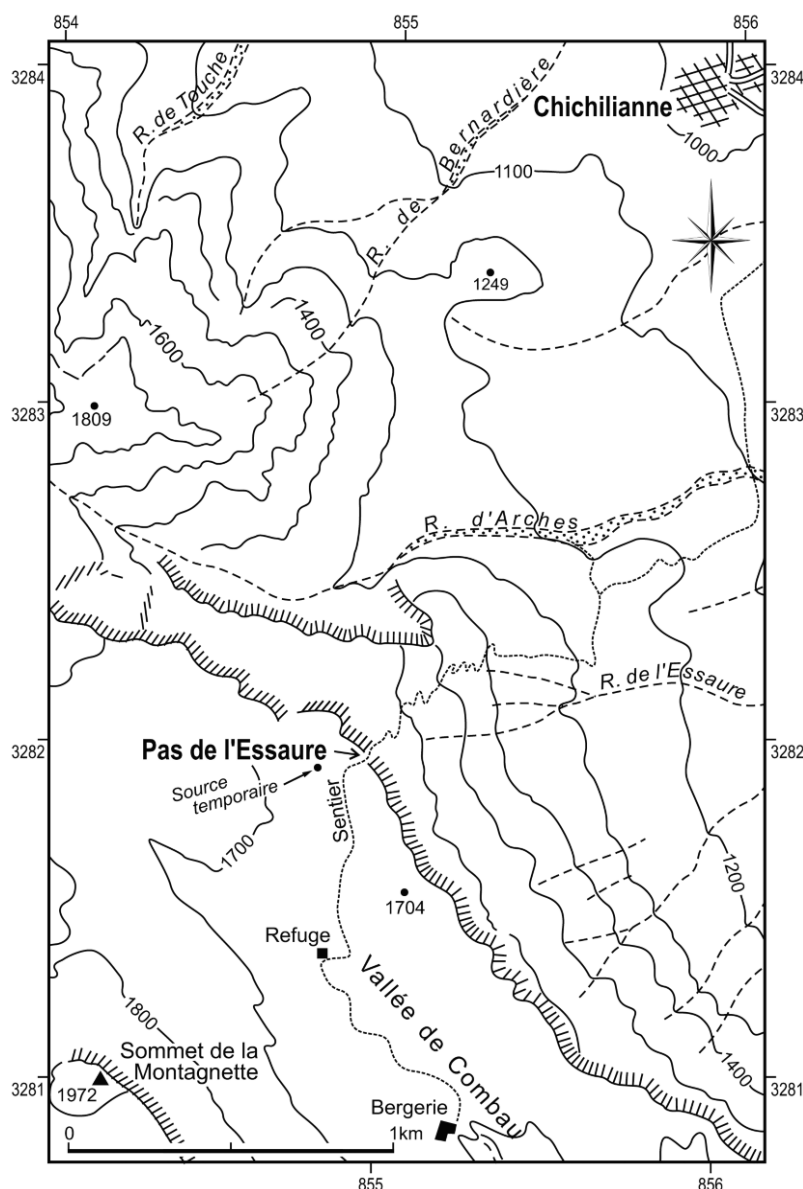 854 855 856
3284 3284
R. de Touche
R. de Bernardière
Chichilianne
1000
1100
1249
1400
1600
3283 3283
1809
R. d'Arches
R. de l'Essaure
3282 3282
Pas de l'Essaure
Source
temporaire
Sentier
1700
1704
1200
Refuge
Vallée de Combau
1800
Sommet de la
Montagnette
1400
3281 3281
1972
Bergerie
0 1km
855 856